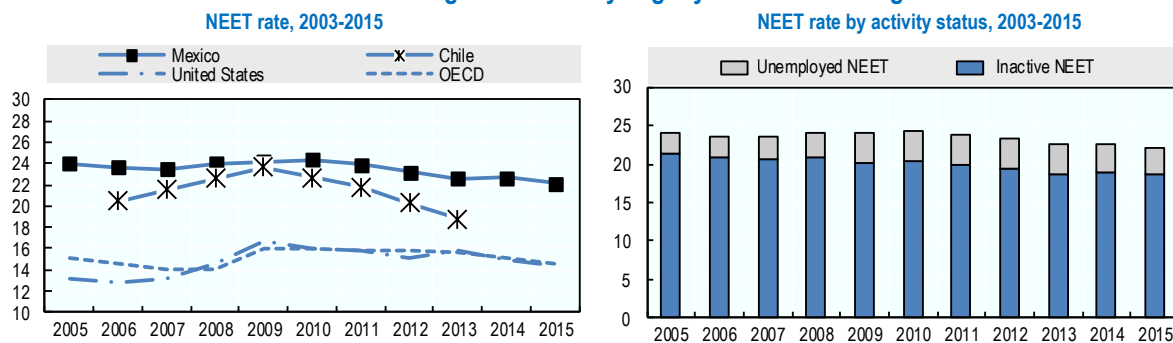 NEET rate, 2003-2015
Mexico Chile
United States OECD
30
28
26
24
22
20
18
16
14
12
10
2005 2006 2007 2008 2009 2010 2011 2012 2013 2014 2015
NEET rate by activity status, 2003-2015
Unemployed NEET Inactive NEET
30
25
20
15
10
5
0
2005 2006 2007 2008 2009 2010 2011 2012 2013 2014 2015